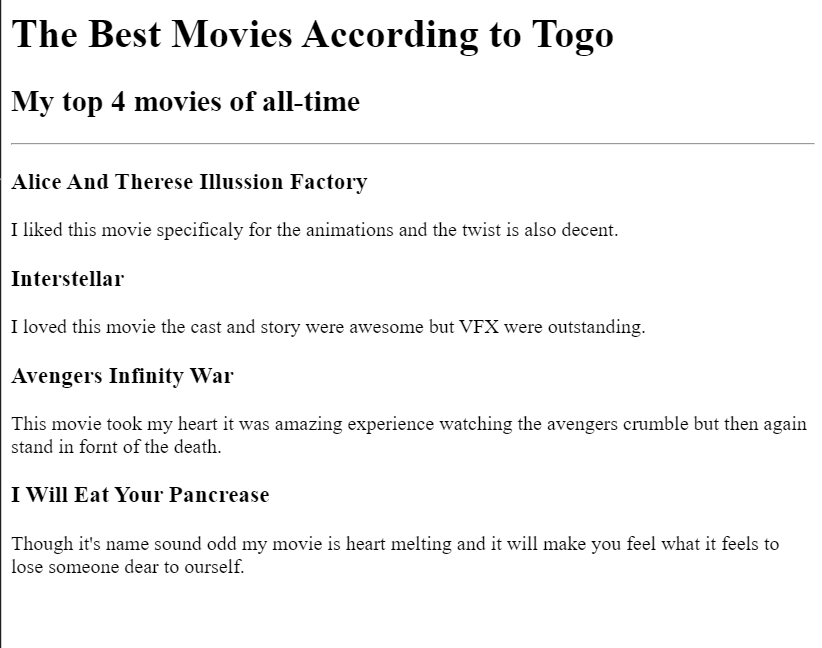 The Best Movies According to Togo
My top 4 movies of all-time
Alice And Therese Illussion Factory
I liked this movie specificaly for the animations and the twist is also decent.
Interstellar
I loved this movie the cast and story were awesome but VFX were outstanding.
Avengers Infinity War
This movie took my heart it was amazing experience watching the avengers crumble but then again
stand in fornt of the death.
I Will Eat Your Pancrease
Though it's name sound odd my movie is heart melting and it will make you feel what it feels to
lose someone dear to ourself.